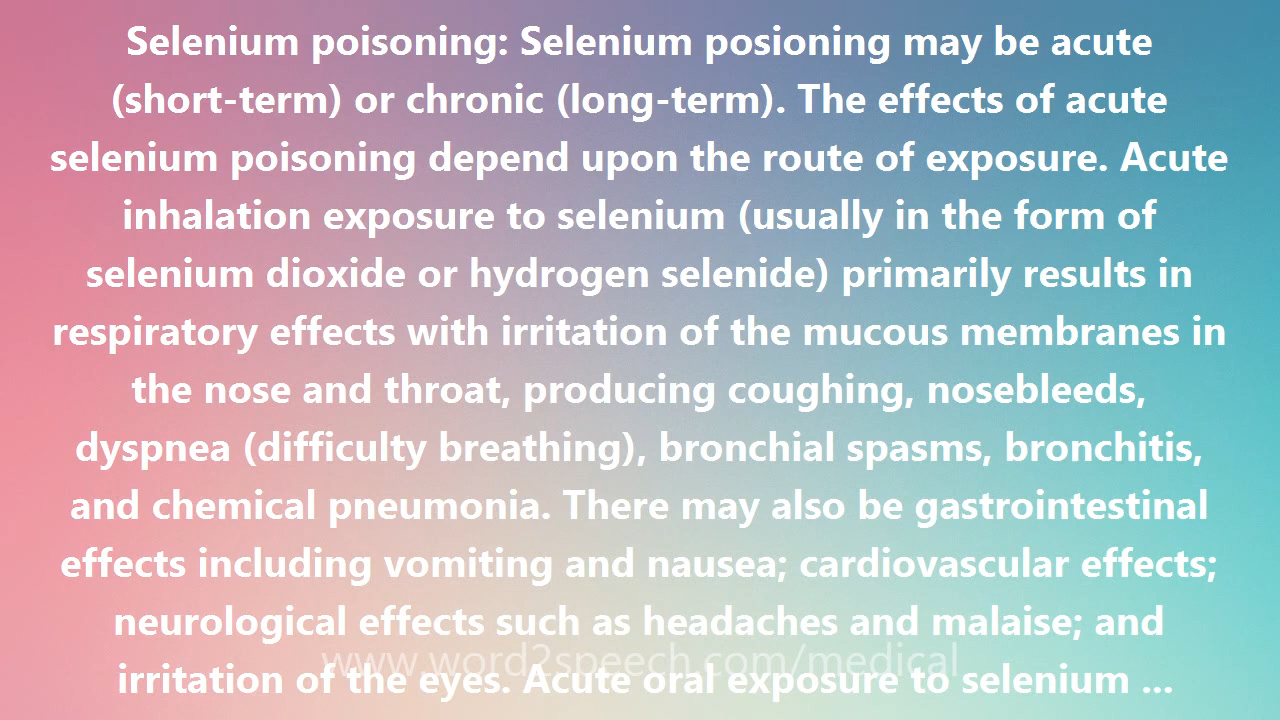 Selenium poisoning: Selenium posioning may be acute
(short-term) or chronic (long-term). The effects of acute
selenium poisoning depend upon the route of exposure. Acute
inhalation exposure to selenium (usually in the form of
selenium dioxide or hydrogen selenide) primarily results in
respiratory effects with irritation of the mucous membranes in
the nose and throat, producing coughing, nosebleeds,
dyspnea (difficulty breathing), bronchial spasms, bronchitis,
and chemical pneumonia. There may also be gastrointestinal
effects including vomiting and nausea; cardiovascular effects;
neurological effects such as headaches and malaise; and
www.word2speech.com/medical
irritation of the eyes. Acute oral exposure to selenium ...